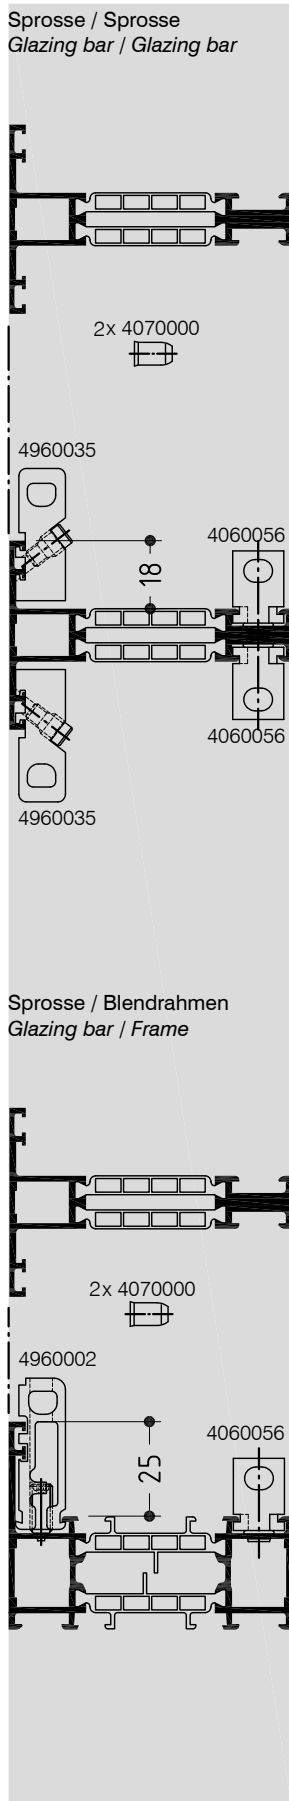 Sprosse / Sprosse
Glazing bar / Glazing bar
2x 4070000
4960035
4060056
18
4060056
4960035
Sprosse / Blendrahmen
Glazing bar / Frame
2x 4070000
4960002
4060056
25